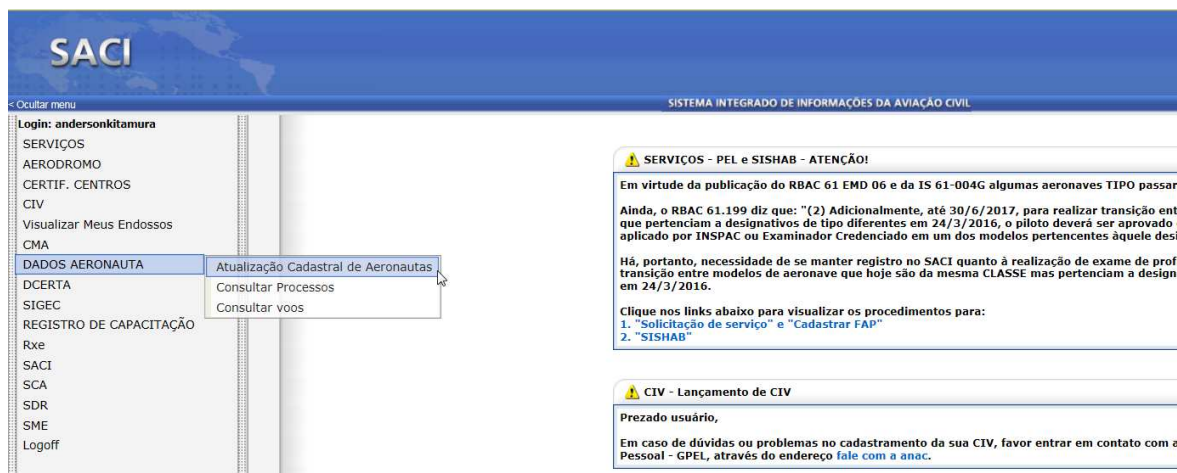 SACI
< Ocultar menu
SISTEMA INTEGRADO DE INFORMAÇÕES DA AVIAÇÃO CIVIL
Login: andersonkitamura
SERVIÇOS
AERODROMO
CERTIF. CENTROS
CIV
Visualizar Meus Endossos
CMA
DADOS AERONAUTA
Atualização Cadastral de Aeronautas
Consultar Processos
Consultar voos
DCERTA
SIGEC
REGISTRO DE CAPACITAÇÃO
Rxe
SACI
SCA
SDR
SME
Logoff
SERVIÇOS - PEL e SISHAB - ATENÇÃO!
Em virtude da publicação do RBAC 61 EMD 06 e da IS 61-004G algumas aeronaves TIPO passar
Ainda, o RBAC 61.199 diz que: "(2) Adicionalmente, até 30/6/2017, para realizar transição ent
que pertenciam a designativos de tipo diferentes em 24/3/2016, o piloto deverá ser aprovado
aplicado por INSPAC ou Examinador Credenciado em um dos modelos pertencentes àquele desi
Há, portanto, necessidade de se manter registro no SACI quanto à realização de exame de prof
transição entre modelos de aeronave que hoje são da mesma CLASSE mas pertenciam a design
em 24/3/2016.
Clique nos links abaixo para visualizar os procedimentos para:
1. "Solicitação de serviço" e "Cadastrar FAP"
2. "SISHAB"
CIV - Lançamento de CIV
Prezado usuário,
Em caso de dúvidas ou problemas no cadastramento da sua CIV, favor entrar em contato com a
Pessoal - GPEL, através do endereço fale com a anac.